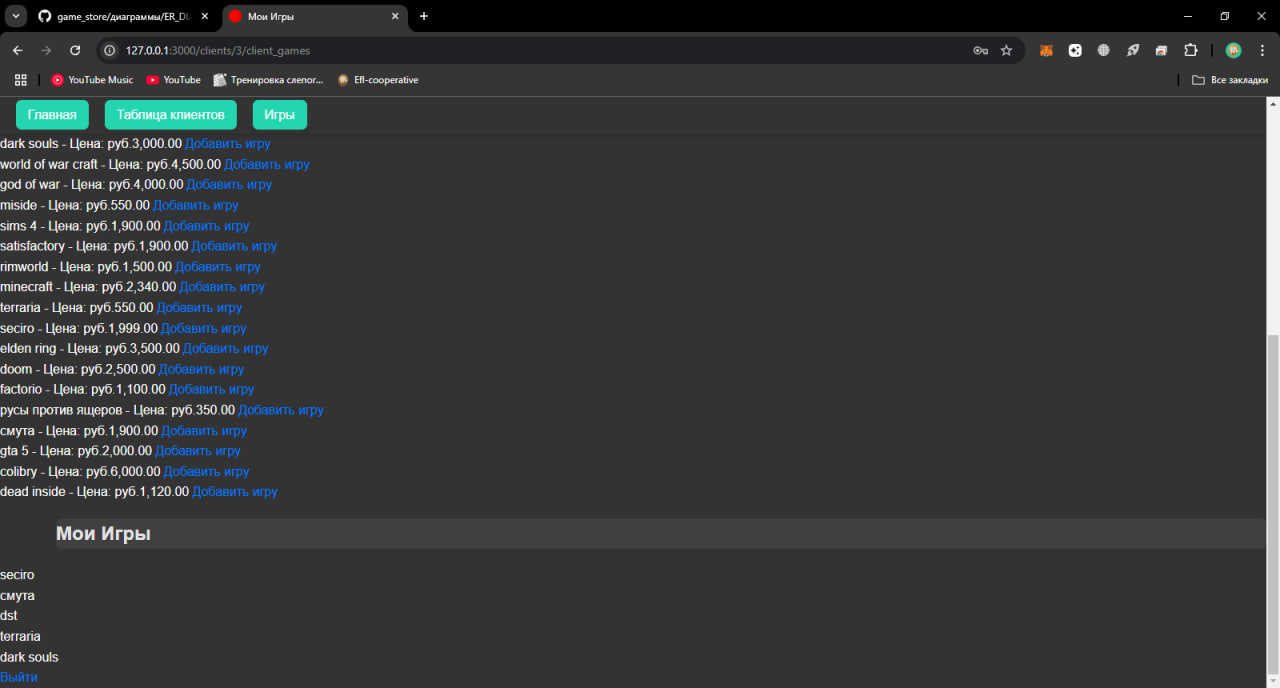 game_store/диаграммы/ER_DI
Мои Игры
127.0.0.1:3000/clients/3/client_games
YouTube Music
YouTube
Тренировка слепог...
Efl-cooperative
Все закладки
Главная
Таблица клиентов
Игры
dark souls - Цена: руб.3,000.00 Добавить игру
world of war craft - Цена: руб.4,500.00 Добавить игру
god of war - Цена: руб.4,000.00 Добавить игру
miside - Цена: руб.550.00 Добавить игру
sims 4 - Цена: руб.1,900.00 Добавить игру
satisfactory - Цена: руб.1,900.00 Добавить игру
rimworld - Цена: руб.1,500.00 Добавить игру
minecraft - Цена: руб.2,340.00 Добавить игру
terraria - Цена: руб.550.00 Добавить игру
seciro - Цена: руб.1,999.00 Добавить игру
elden ring - Цена: руб.3,500.00 Добавить игру
doom - Цена: руб.2,500.00 Добавить игру
factorio - Цена: руб.1,100.00 Добавить игру
русы против ящеров - Цена: руб.350.00 Добавить игру
смута - Цена: руб.1,900.00 Добавить игру
gta 5 - Цена: руб.2,000.00 Добавить игру
colibry - Цена: руб.6,000.00 Добавить игру
dead inside - Цена: руб.1,120.00 Добавить игру
Мои Игры
seciro
смута
dst
terraria
dark souls
Выйти